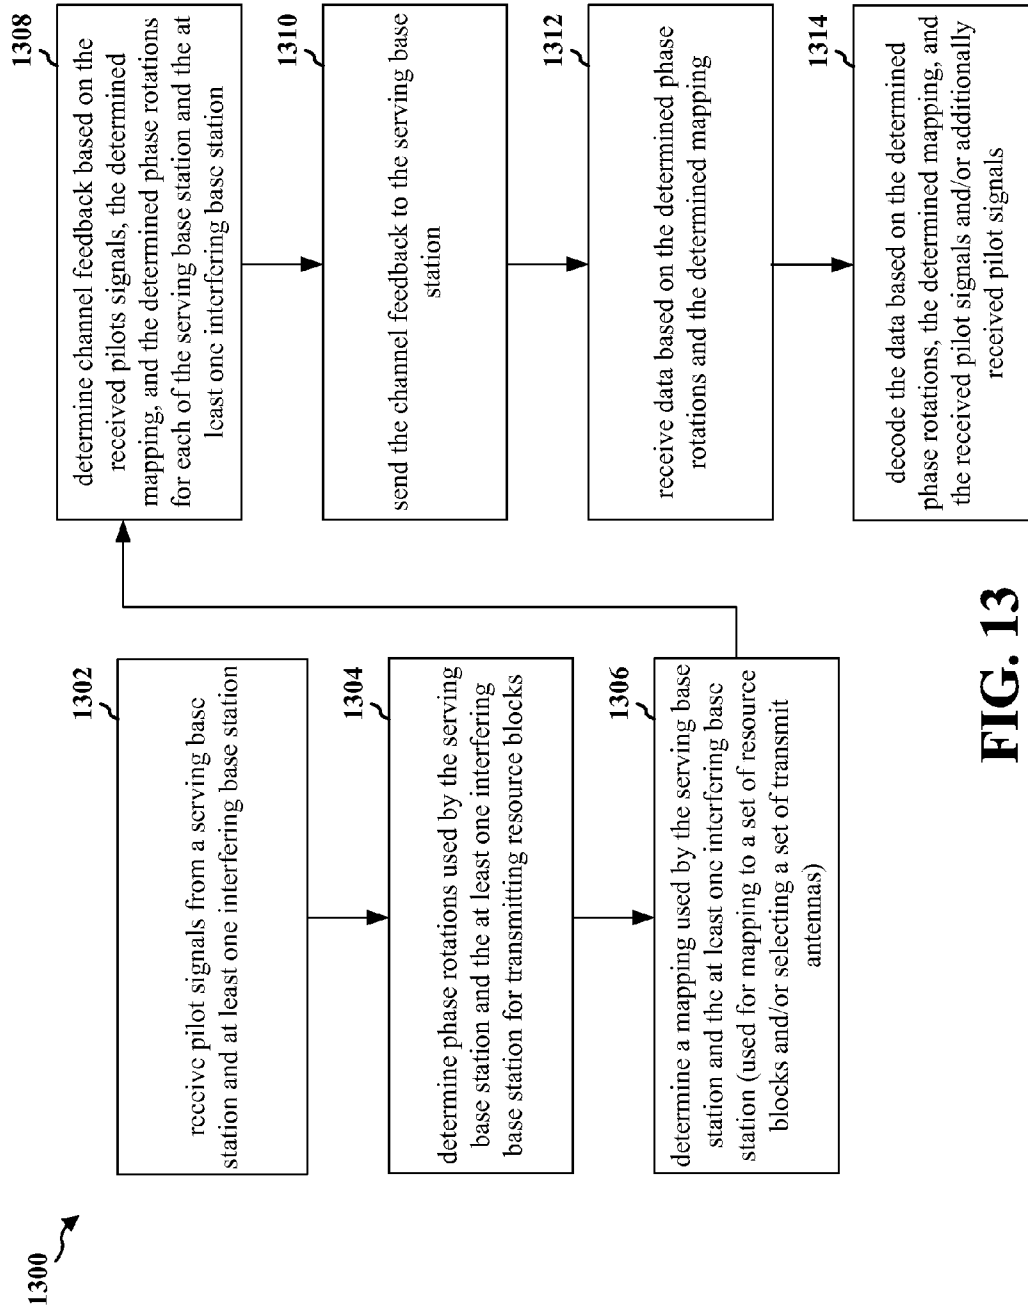 1300
1302
receive pilot signals from a serving base
station and at least one interfering base station
1304
determine phase rotations used by the serving
base station and the at least one interfering
base station for transmitting resource blocks
1306
determine a mapping used by the serving base
station and the at least one interfering base
station (used for mapping to a set of resource
blocks and/or selecting a set of transmit
antennas)
1308
determine channel feedback based on the
received pilots signals, the determined
mapping, and the determined phase rotations
for each of the serving base station and the at
least one interfering base station
1310
send the channel feedback to the serving base
station
1312
receive data based on the determined phase
rotations and the determined mapping
1314
decode the data based on the determined
phase rotations, the determined mapping, and
the received pilot signals and/or additionally
received pilot signals
FIG. 13